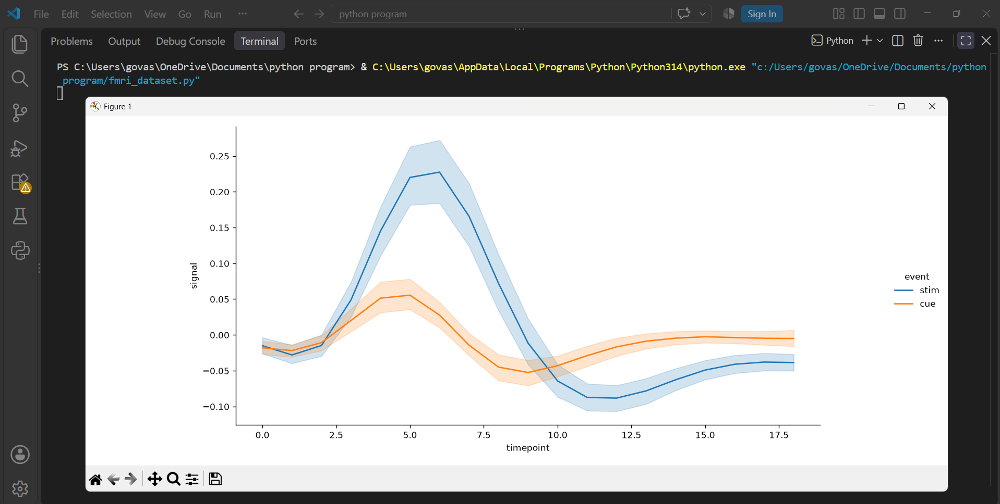 File Edit Selection View Go Run ··· python program Sign In
Problems Output Debug Console Terminal Ports Python
PS C:\Users\govas\OneDrive\Documents\python program> & C:\Users\govas\AppData\Local\Programs\Python\Python314\python.exe "c:/Users/govas/OneDrive/Documents/python
program/fmri_dataset.py"
Figure 1
0.25
0.20
0.15
0.10
0.05
0.00
−0.05
−0.10
signal
event
stim
cue
0.0 2.5 5.0 7.5 10.0 12.5 15.0 17.5
timepoint